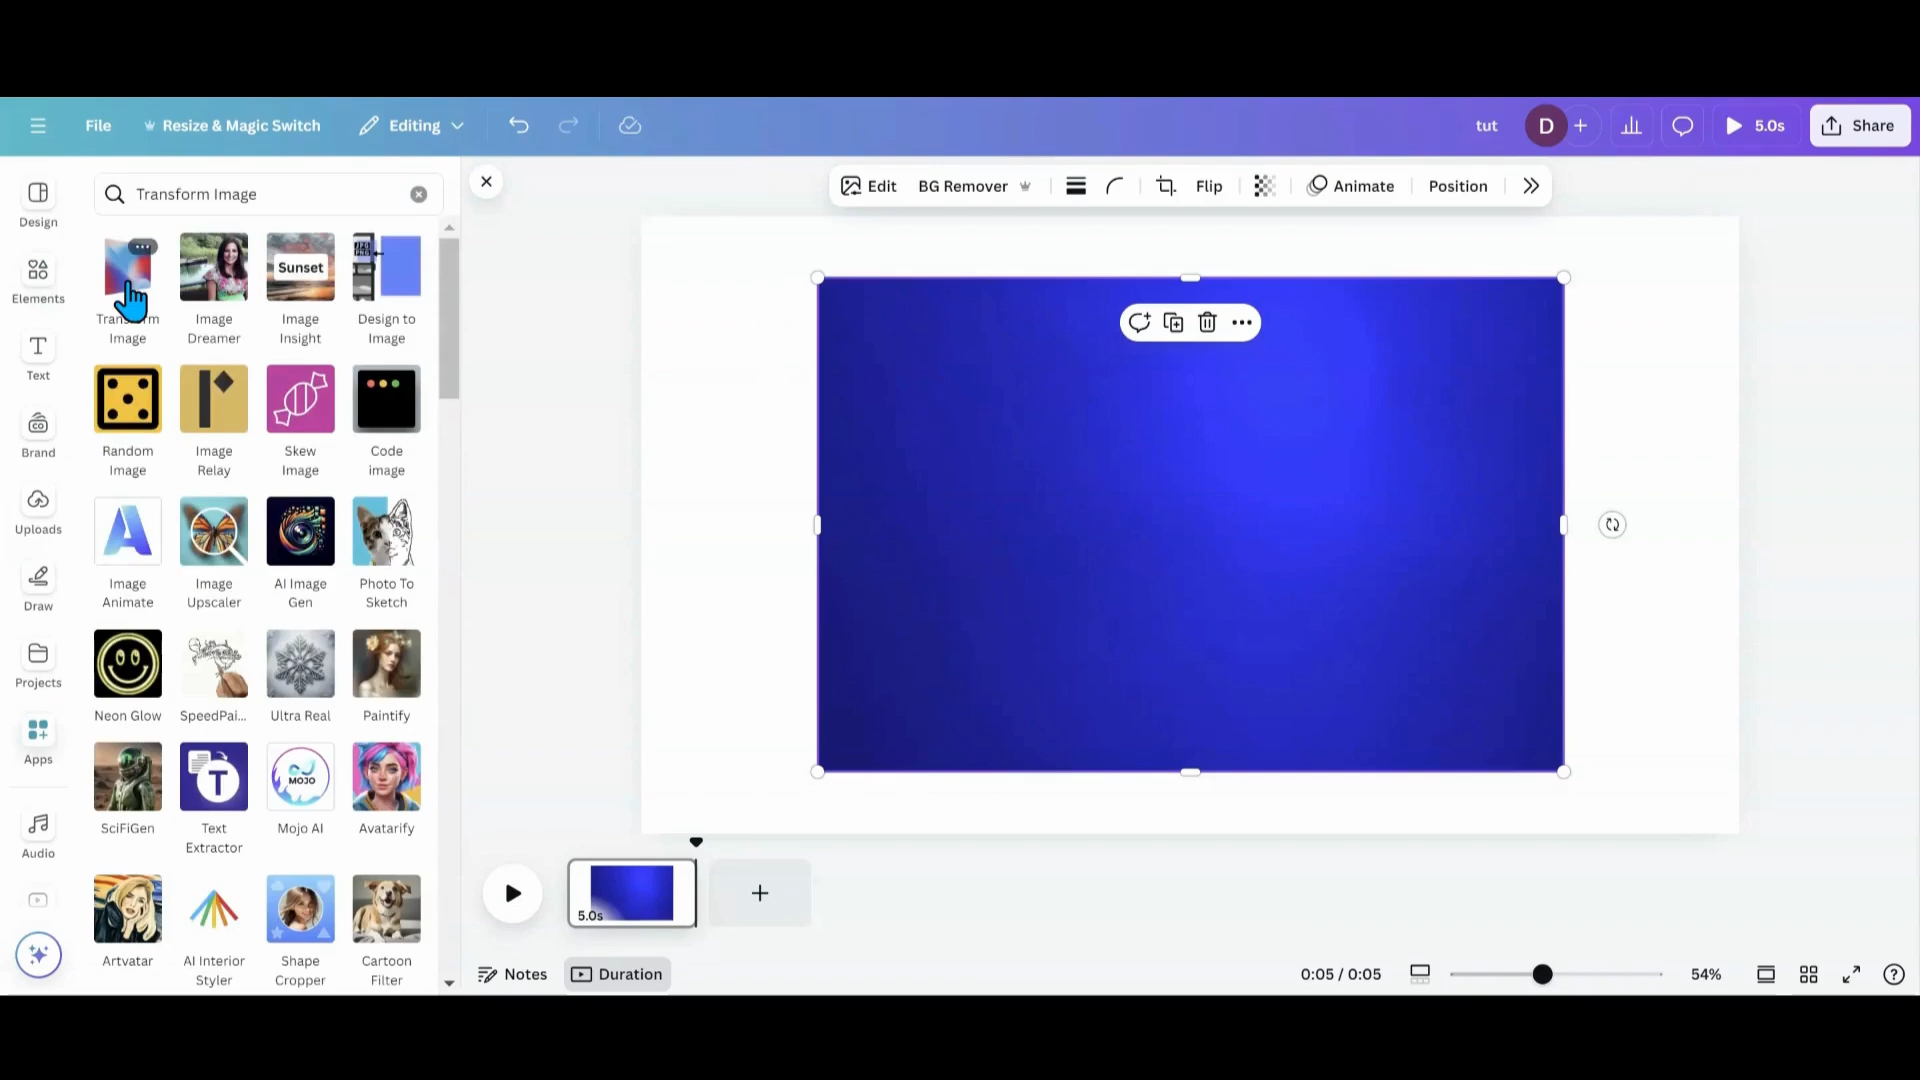 File
Resize & Magic Switch
Editing
tut
D
5.0s
Share
Design
Elements
Text
Brand
Uploads
Draw
Projects
Apps
Audio
Transform Image
Transform
Image
Image
Dreamer
Sunset
Image
Insight
JPG
PNG
Design to
Image
Random
Image
Image
Relay
Skew
Image
Code
image
Image
Animate
Image
Upscaler
AI Image
Gen
Photo To
Sketch
Neon Glow
SpeedPai...
Ultra Real
Paintify
SciFiGen
T
Text
Extractor
MOJO
Mojo AI
Avatarify
Artvatar
AI Interior
Styler
Shape
Cropper
Cartoon
Filter
Edit
BG Remover
Flip
Animate
Position
5.0s
Notes
Duration
0:05 / 0:05
54%